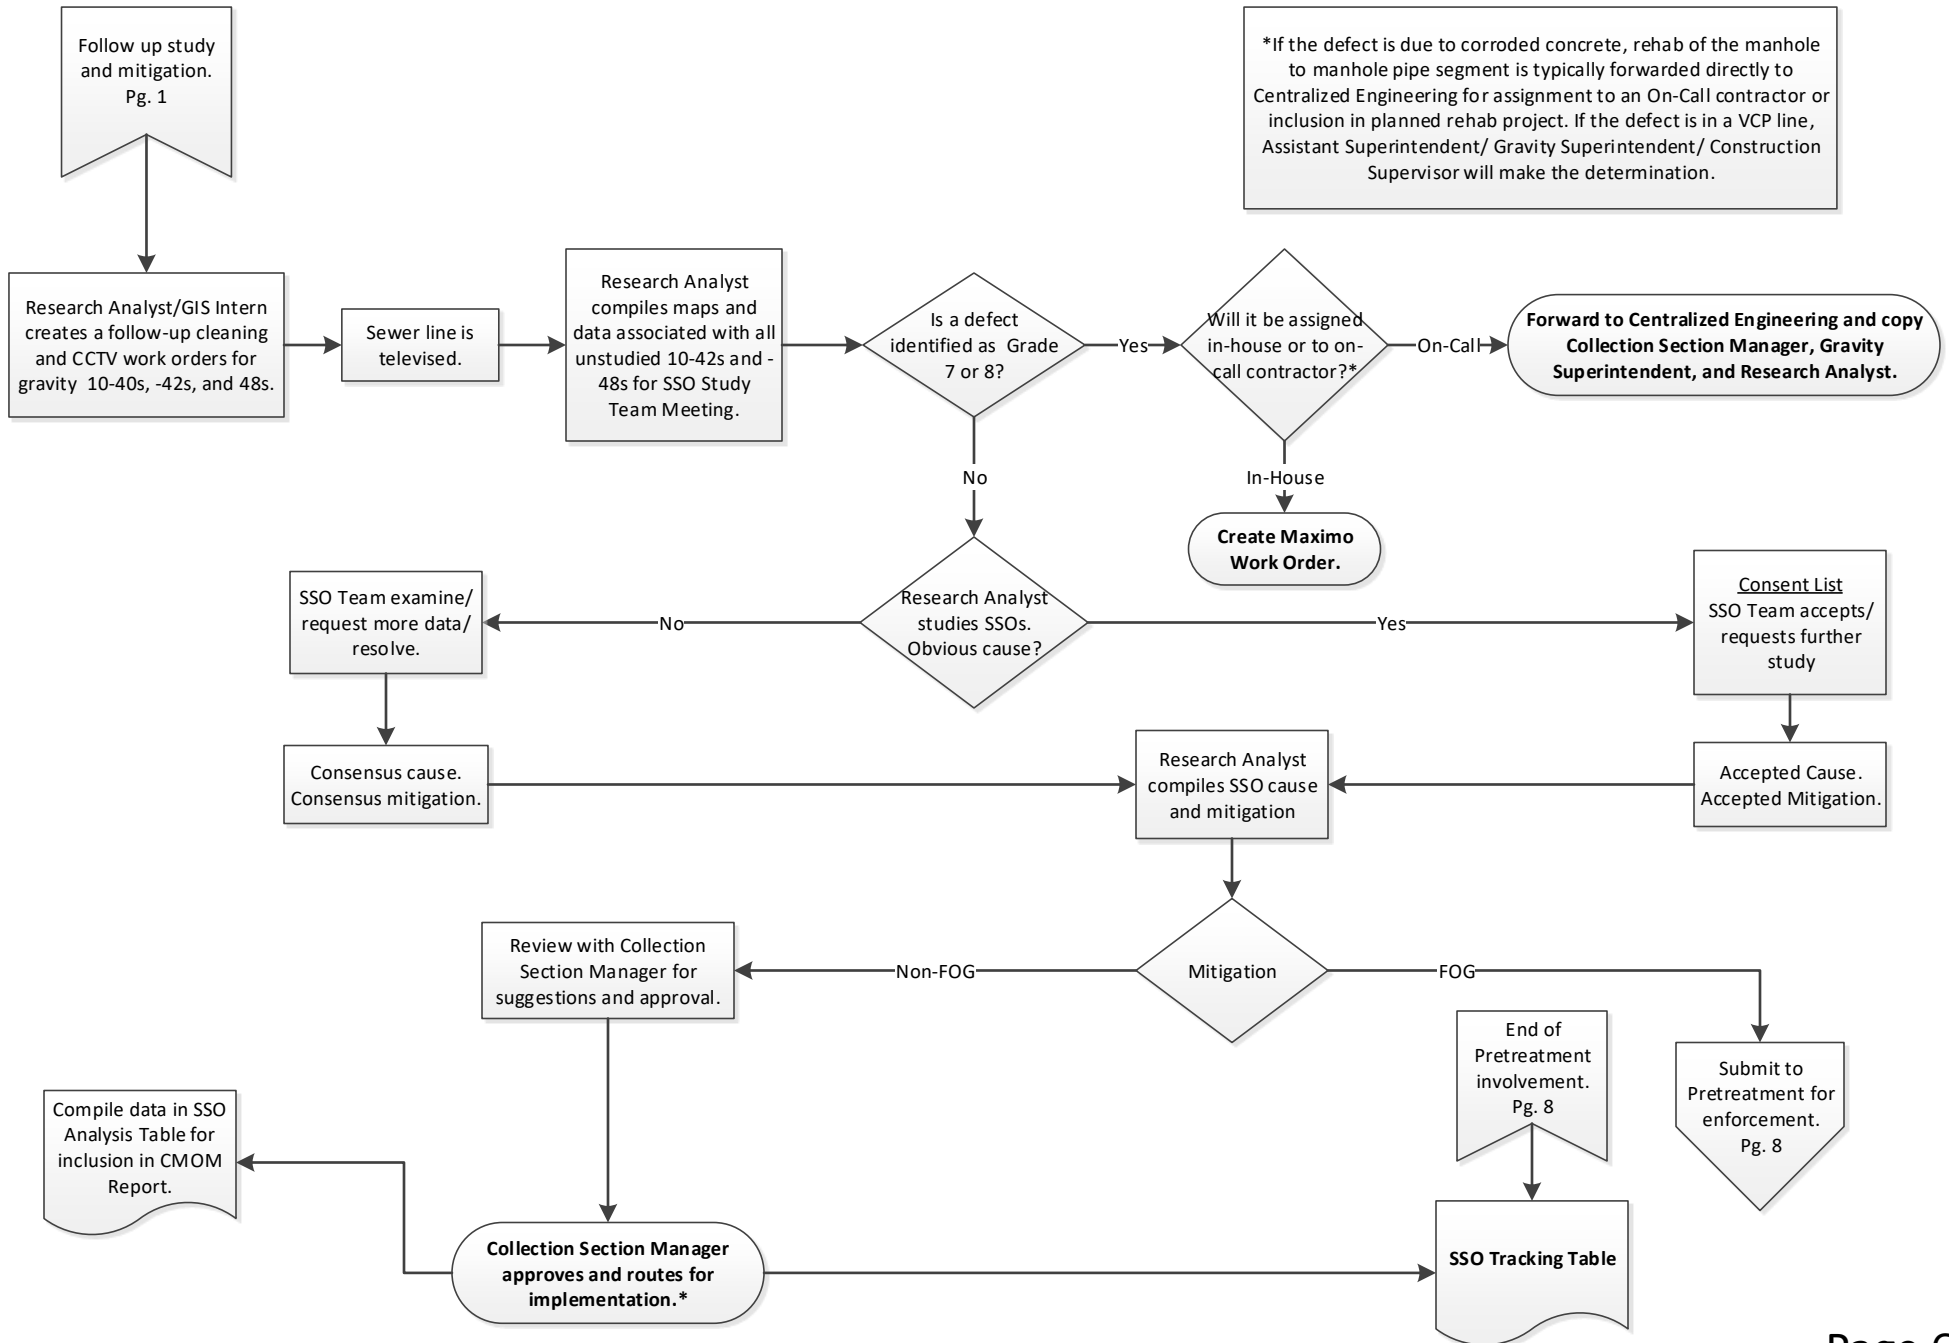 Follow up study
and mitigation.
Pg. 1
*If the defect is due to corroded concrete, rehab of the manhole
to manhole pipe segment is typically forwarded directly to
Centralized Engineering for assignment to an On-Call contractor or
inclusion in planned rehab project. If the defect is in a VCP line,
Assistant Superintendent/ Gravity Superintendent/ Construction
Supervisor will make the determination.
Research Analyst/GIS Intern
creates a follow-up cleaning
and CCTV work orders for
gravity 10-40s, -42s, and 48s.
Sewer line is
televised.
Research Analyst
compiles maps and
data associated with all
unstudied 10-42s and -
48s for SSO Study
Team Meeting.
Is a defect
identified as Grade
7 or 8?
Yes
Will it be assigned
in-house or to on-
call contractor?*
On-Call
Forward to Centralized Engineering and copy
Collection Section Manager, Gravity
Superintendent, and Research Analyst.
No
In-House
Create Maximo
Work Order.
SSO Team examine/
request more data/
resolve.
No
Research Analyst
studies SSOs.
Obvious cause?
Yes
Consent List
SSO Team accepts/
requests further
study
Consensus cause.
Consensus mitigation.
Research Analyst
compiles SSO cause
and mitigation
Accepted Cause.
Accepted Mitigation.
Review with Collection
Section Manager for
suggestions and approval.
Non-FOG
Mitigation
FOG
End of
Pretreatment
involvement.
Pg. 8
Submit to
Pretreatment for
enforcement.
Pg. 8
Compile data in SSO
Analysis Table for
inclusion in CMOM
Report.
Collection Section Manager
approves and routes for
implementation.*
SSO Tracking Table